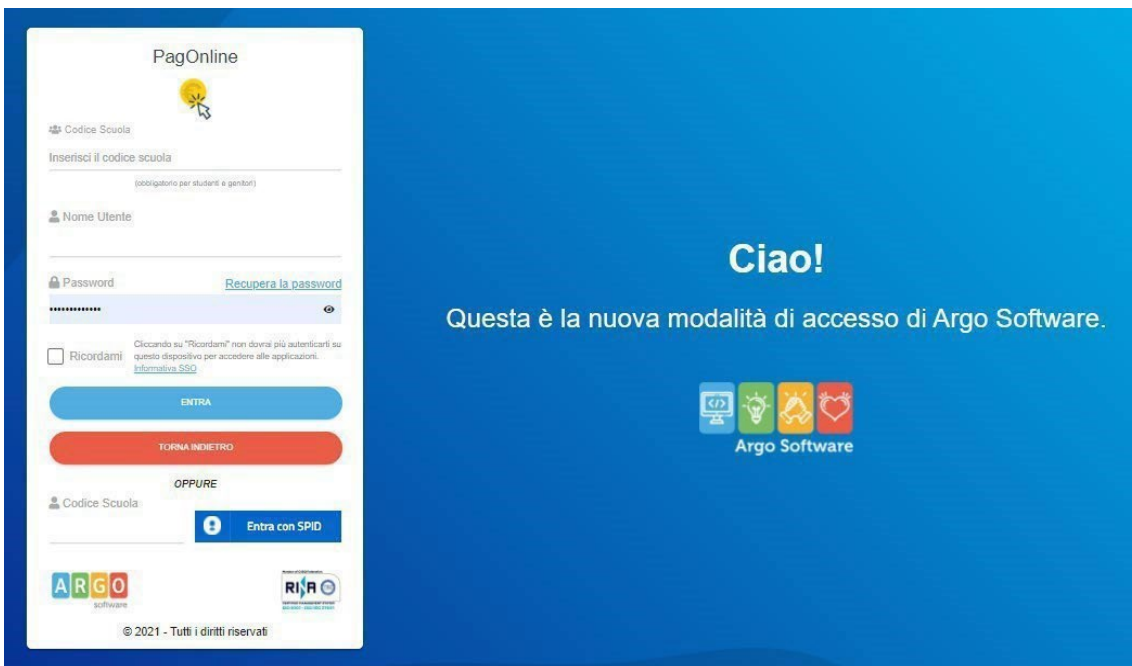 PagOnline
Codice Scuola
Inserisci il codice scuola
(obbligatorio per studenti e genitori)
Nome Utente
Password
Recupera la password
•••••••••••••
Ricordami
Cliccando su "Ricordami" non dovrai più autenticarti su
questo dispositivo per accedere alle applicazioni.
Informativa SSO
ENTRA
TORNA INDIETRO
OPPURE
Codice Scuola
Entra con SPID
ARGO
software
RINA
© 2021 - Tutti i diritti riservati
Ciao!
Questa è la nuova modalità di accesso di Argo Software.
Argo Software